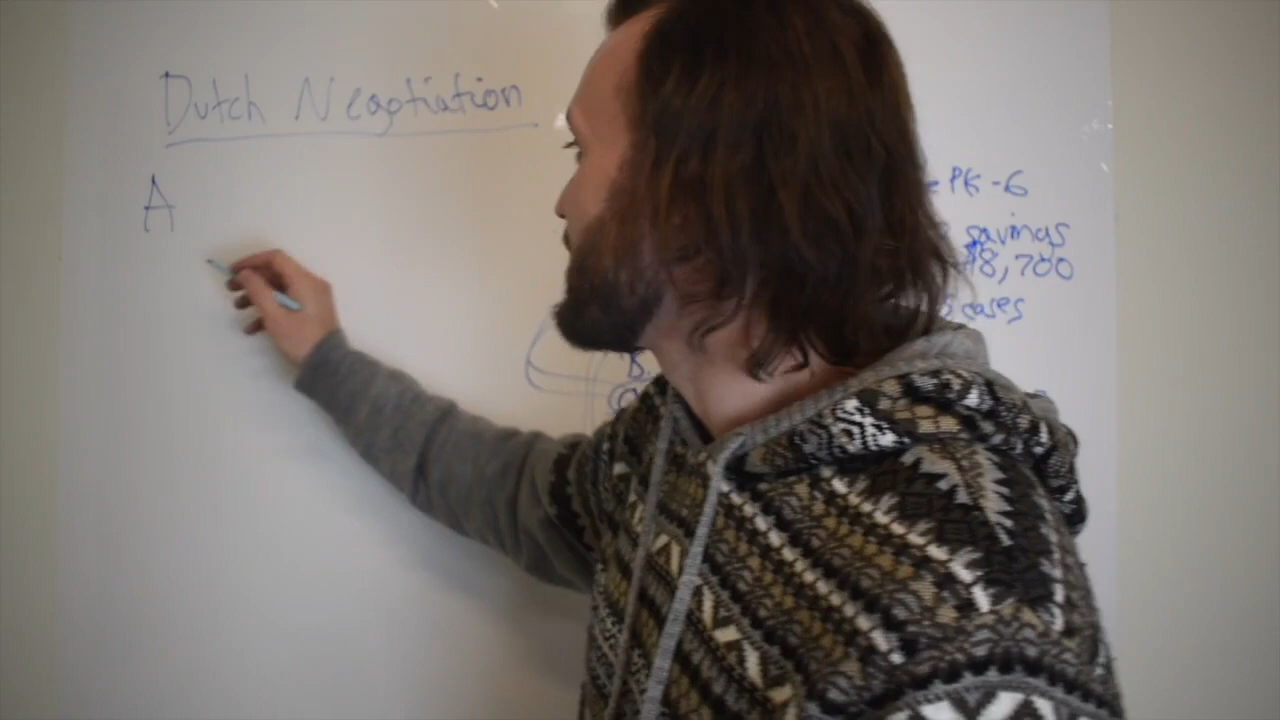 Dutch Negotiation
A
= PK-6
savings
$8,700
cases
B.